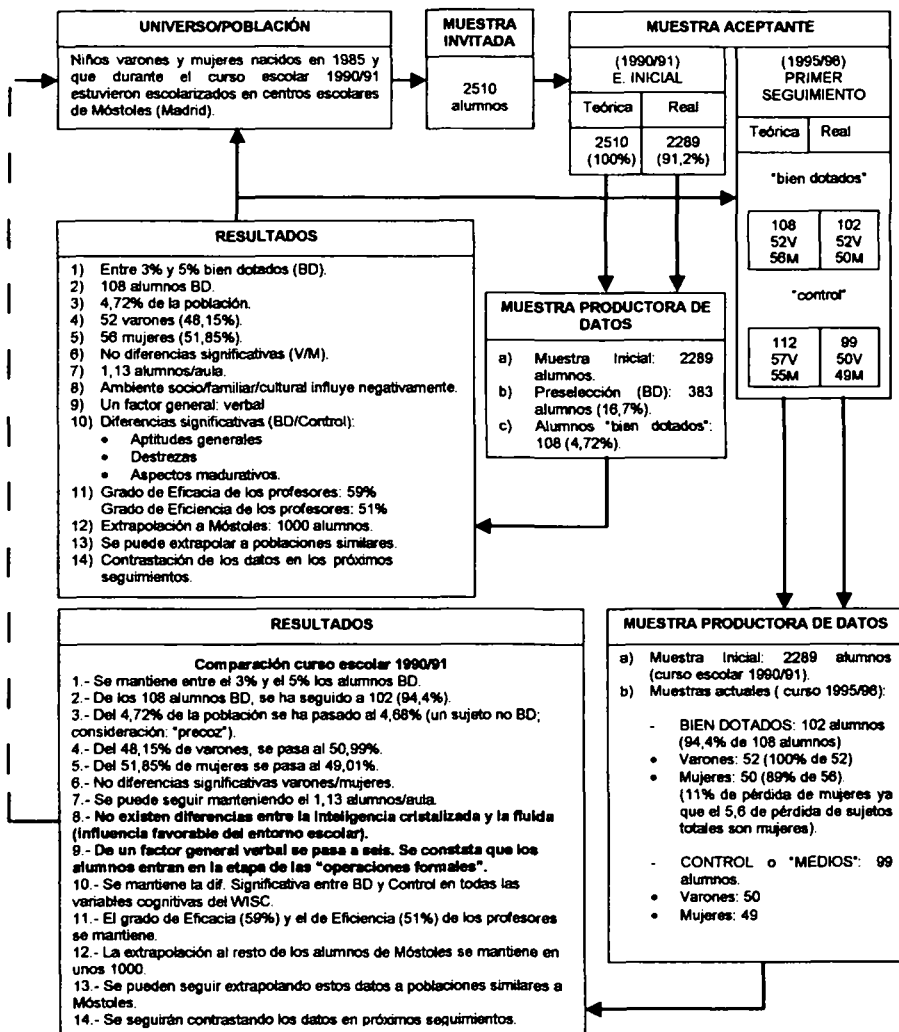 UNIVERSO/POBLACIÓN
Niños varones y mujeres nacidos en 1985 y
que durante el curso escolar 1990/91
estuvieron escolarizados en centros escolares
de Móstoles (Madrid).
MUESTRA
INVITADA
2510
alumnos
MUESTRA ACEPTANTE
(1990/91)
E. INICIAL
Teórica Real
2510 2289
(100%) (91,2%)
(1995/96)
PRIMER
SEGUIMIENTO
Teórica Real
"bien dotados"
108 102
52V 52V
56M 50M
"control"
112 99
57V 50V
55M 49M
RESULTADOS
1) Entre 3% y 5% bien dotados (BD).
2) 108 alumnos BD.
3) 4,72% de la población.
4) 52 varones (48,15%).
5) 56 mujeres (51,85%).
6) No diferencias significativas (V/M).
7) 1,13 alumnos/aula.
8) Ambiente socio/familiar/cultural influye negativamente.
9) Un factor general: verbal
10) Diferencias significativas (BD/Control):
• Aptitudes generales
• Destrezas
• Aspectos madurativos.
11) Grado de Eficacia de los profesores: 59%
Grado de Eficiencia de los profesores: 51%
12) Extrapolación a Móstoles: 1000 alumnos.
13) Se puede extrapolar a poblaciones similares.
14) Contrastación de los datos en los próximos
seguimientos.
MUESTRA PRODUCTORA DE
DATOS
a) Muestra Inicial: 2289
alumnos.
b) Preselección (BD): 383
alumnos (16,7%).
c) Alumnos "bien dotados":
108 (4,72%).
RESULTADOS
Comparación curso escolar 1990/91
1.- Se mantiene entre el 3% y el 5% los alumnos BD.
2.- De los 108 alumnos BD, se ha seguido a 102 (94,4%).
3.- Del 4,72% de la población se ha pasado al 4,68% (un sujeto no BD;
consideración: "precoz").
4.- Del 48,15% de varones, se pasa al 50,99%.
5.- Del 51,85% de mujeres se pasa al 49,01%.
6.- No diferencias significativas varones/mujeres.
7.- Se puede seguir manteniendo el 1,13 alumnos/aula.
8.- No existen diferencias entre la Inteligencia cristalizada y la fluida
(influencia favorable del entorno escolar).
9.- De un factor general verbal se pasa a seis. Se constata que los
alumnos entran en la etapa de las "operaciones formales".
10.- Se mantiene la dif. Significativa entre BD y Control en todas las
variables cognitivas del WISC.
11.- El grado de Eficacia (59%) y el de Eficiencia (51%) de los profesores
se mantiene.
12.- La extrapolación al resto de los alumnos de Móstoles se mantiene en
unos 1000.
13.- Se pueden seguir extrapolando estos datos a poblaciones similares a
Móstoles.
14.- Se seguirán contrastando los datos en próximos seguimientos.
MUESTRA PRODUCTORA DE DATOS
a) Muestra Inicial: 2289 alumnos
(curso escolar 1990/91).
b) Muestras actuales ( curso 1995/96):
- BIEN DOTADOS: 102 alumnos
(94,4% de 108 alumnos)
• Varones: 52 (100% de 52)
• Mujeres: 50 (89% de 56).
(11% de pérdida de mujeres ya
que el 5,6 de pérdida de sujetos
totales son mujeres).
- CONTROL o "MEDIOS": 99
alumnos.
• Varones: 50
• Mujeres: 49